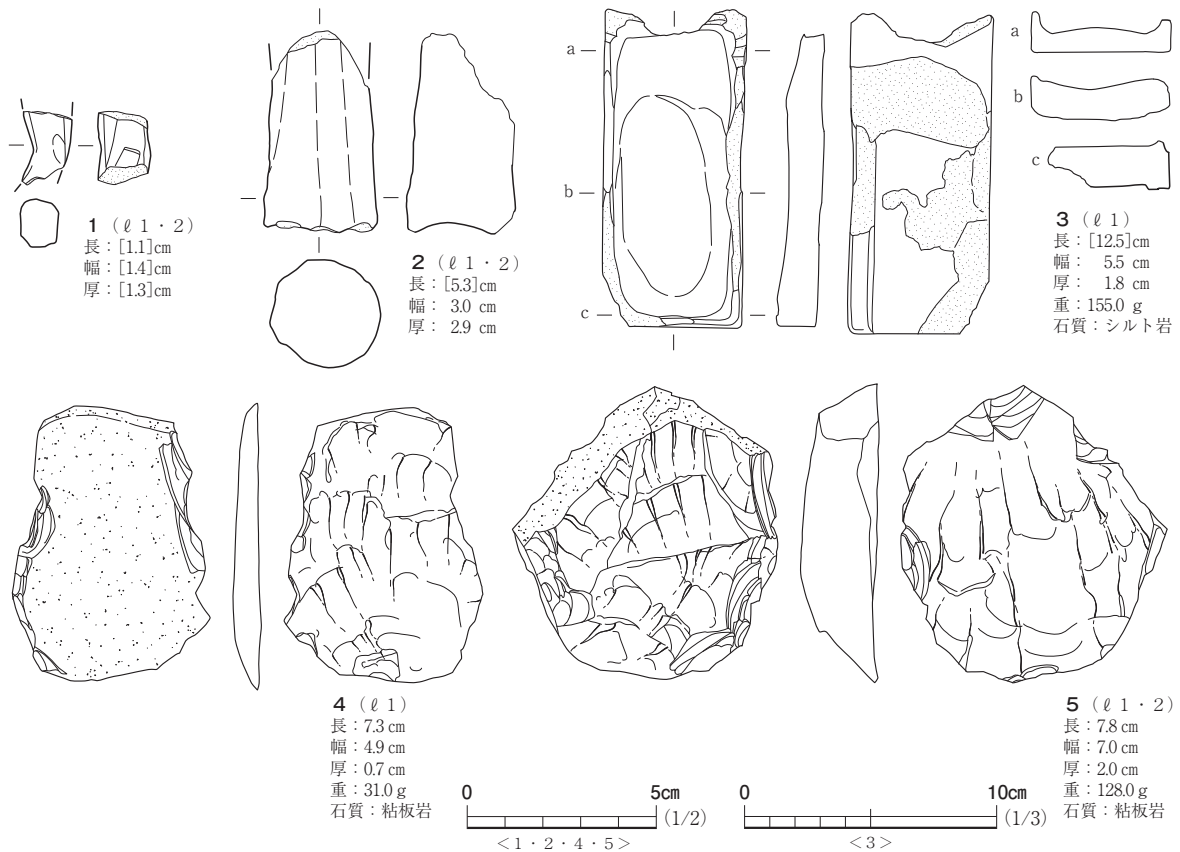 1 (ℓ 1・2)
長:[1.1]cm
幅:[1.4]cm
厚:[1.3]cm
2 (ℓ 1・2)
長:[5.3]cm
幅: 3.0 cm
厚: 2.9 cm
a
b
c
a
b
c
3 (ℓ 1)
長:[12.5]cm
幅: 5.5 cm
厚: 1.8 cm
重:155.0 g
石質:シルト岩
4 (ℓ 1)
長:7.3 cm
幅:4.9 cm
厚:0.7 cm
重:31.0 g
石質:粘板岩
5 (ℓ 1・2)
長:7.8 cm
幅:7.0 cm
厚:2.0 cm
重:128.0 g
石質:粘板岩
0 5cm
(1/2)
<1・2・4・5>
0 10cm
(1/3)
<3>